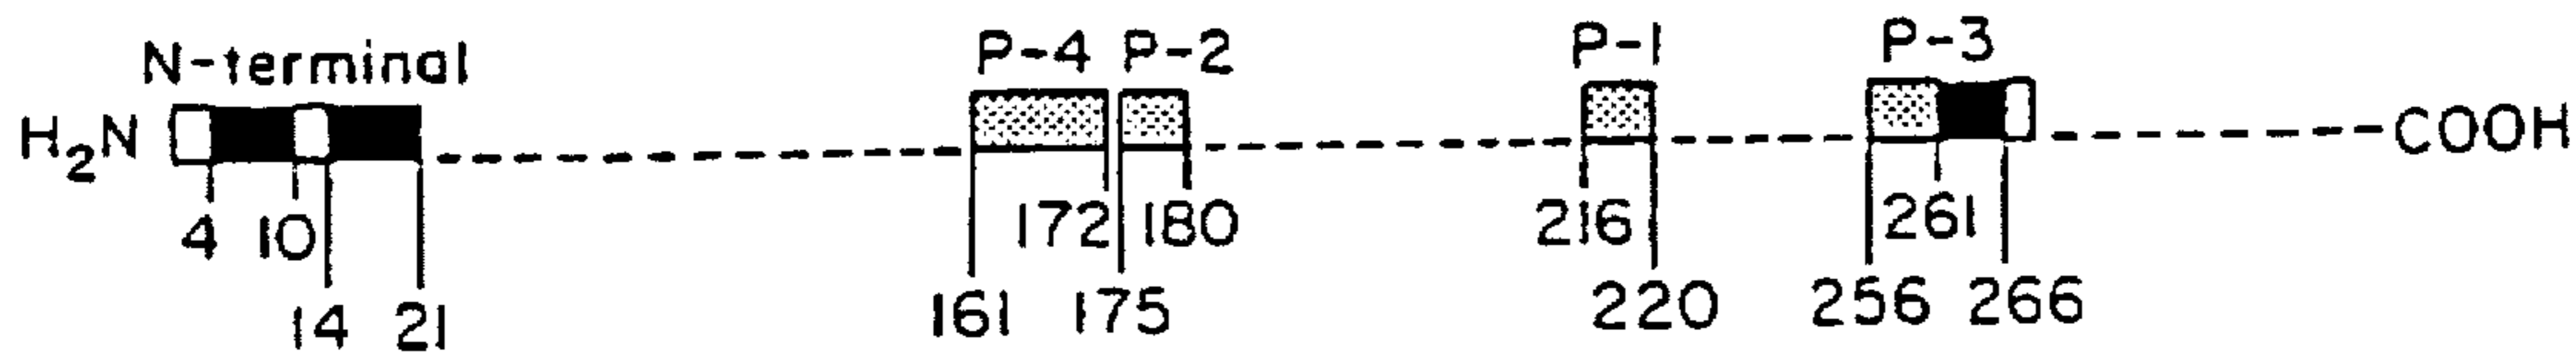 N-terminal P-4 P-2 P-1 P-3
H₂N COOH
4 10 172 180 216 261
14 21 161 175 220 256 266